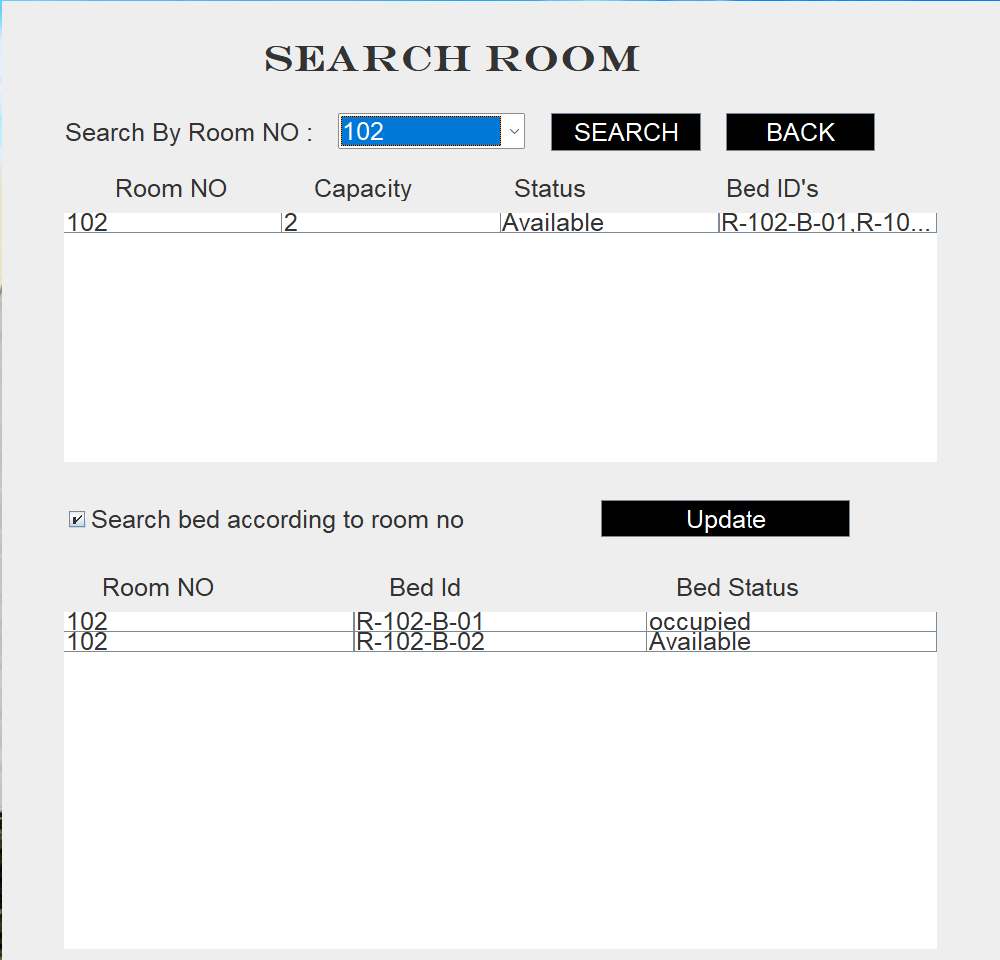 SEARCH ROOM
Search By Room NO : 102 SEARCH BACK
Room NO Capacity Status Bed ID's
102 2 Available R-102-B-01,R-10...
Search bed according to room no Update
Room NO Bed Id Bed Status
102 R-102-B-01 occupied
102 R-102-B-02 Available